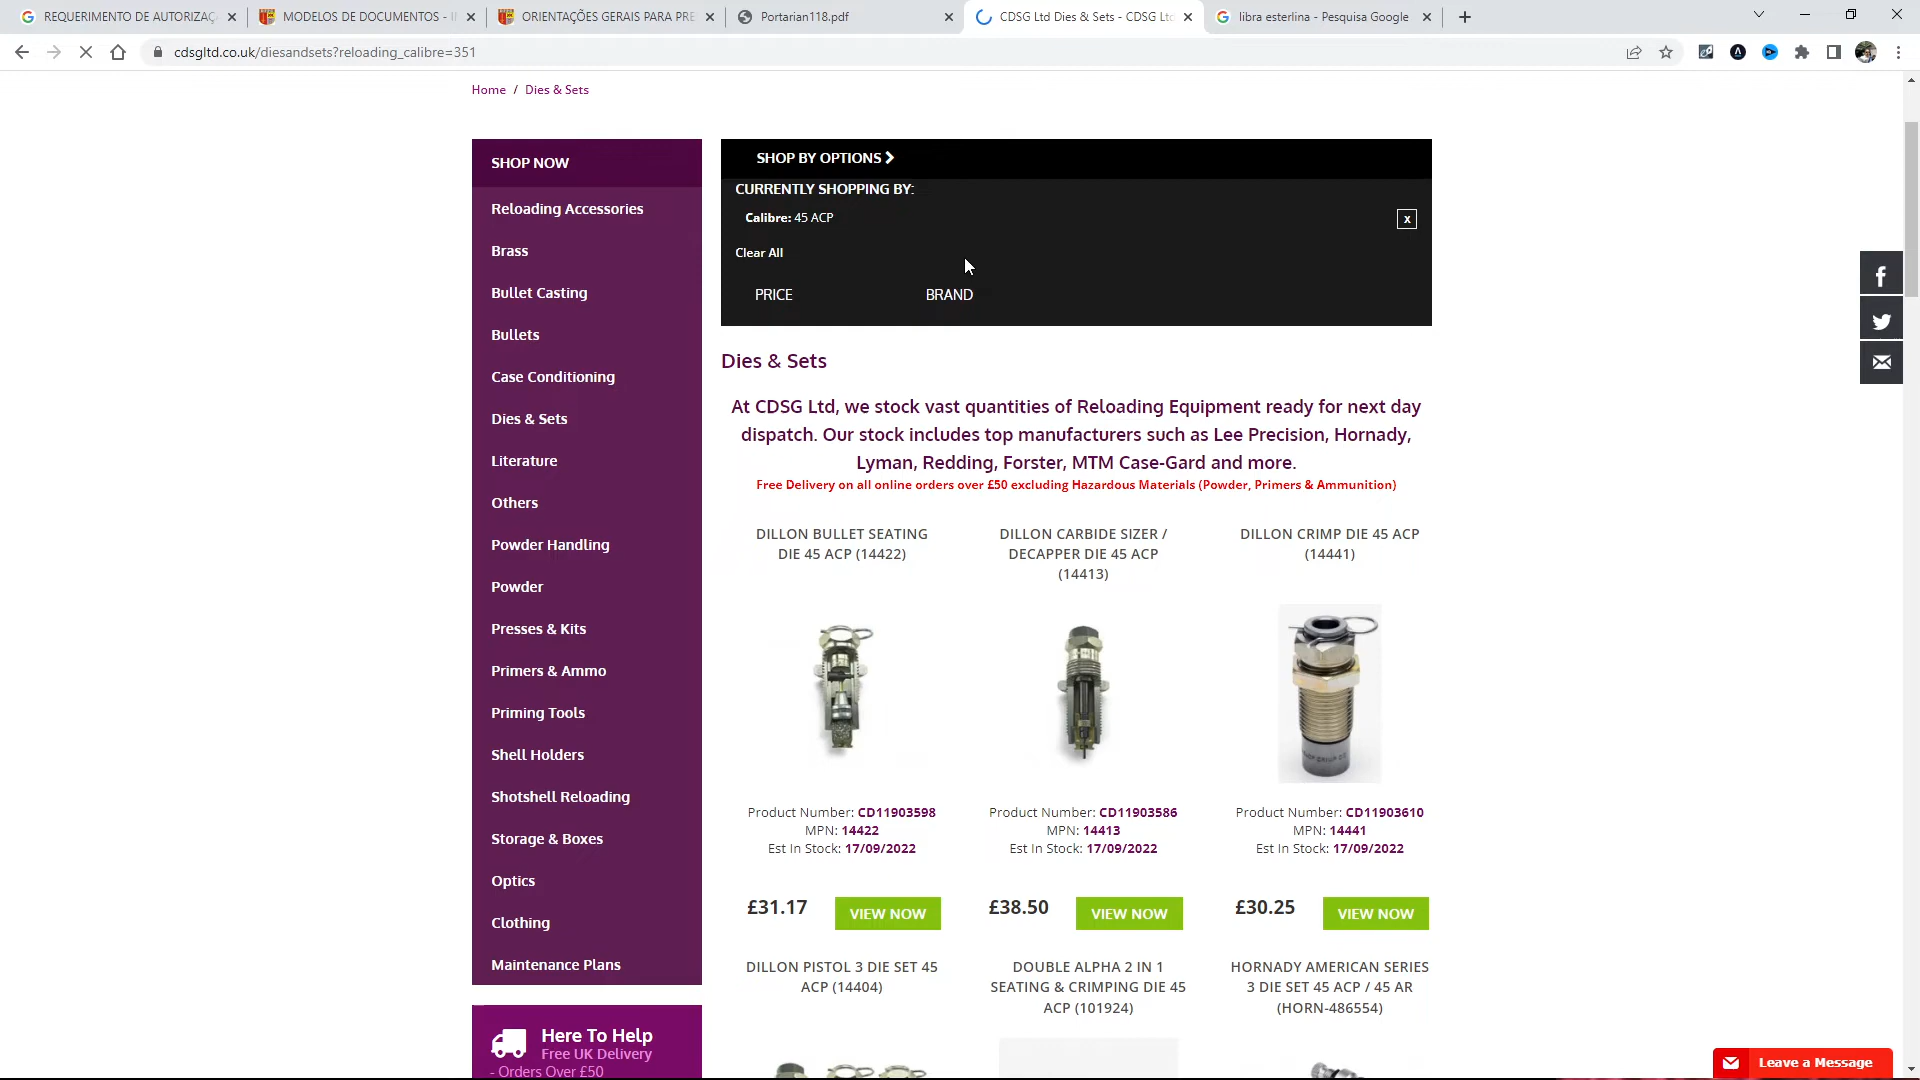 REQUERIMENTO DE AUTORIZAÇ
MODELOS DE DOCUMENTOS - I
ORIENTAÇÕES GERAIS PARA PRE
Portarian118.pdf
CDSG Ltd Dies & Sets - CDSG Ltd
libra esterlina - Pesquisa Google
cdsgltd.co.uk/diesandsets?reloading_calibre=351
Home / Dies & Sets
SHOP NOW
Reloading Accessories
Brass
Bullet Casting
Bullets
Case Conditioning
Dies & Sets
Literature
Others
Powder Handling
Powder
Presses & Kits
Primers & Ammo
Priming Tools
Shell Holders
Shotshell Reloading
Storage & Boxes
Optics
Clothing
Maintenance Plans
Here To Help
Free UK Delivery
- Orders Over £50
SHOP BY OPTIONS
CURRENTLY SHOPPING BY:
Calibre: 45 ACP
x
Clear All
PRICE BRAND
Dies & Sets
At CDSG Ltd, we stock vast quantities of Reloading Equipment ready for next day
dispatch. Our stock includes top manufacturers such as Lee Precision, Hornady,
Lyman, Redding, Forster, MTM Case-Gard and more.
Free Delivery on all online orders over £50 excluding Hazardous Materials (Powder, Primers & Ammunition)
DILLON BULLET SEATING
DIE 45 ACP (14422)
Product Number: CD11903598
MPN: 14422
Est In Stock: 17/09/2022
£31.17 VIEW NOW
DILLON CARBIDE SIZER /
DECAPPER DIE 45 ACP
(14413)
Product Number: CD11903586
MPN: 14413
Est In Stock: 17/09/2022
£38.50 VIEW NOW
DILLON CRIMP DIE 45 ACP
(14441)
Product Number: CD11903610
MPN: 14441
Est In Stock: 17/09/2022
£30.25 VIEW NOW
DILLON PISTOL 3 DIE SET 45
ACP (14404)
DOUBLE ALPHA 2 IN 1
SEATING & CRIMPING DIE 45
ACP (101924)
HORNADY AMERICAN SERIES
3 DIE SET 45 ACP / 45 AR
(HORN-486554)
Leave a Message